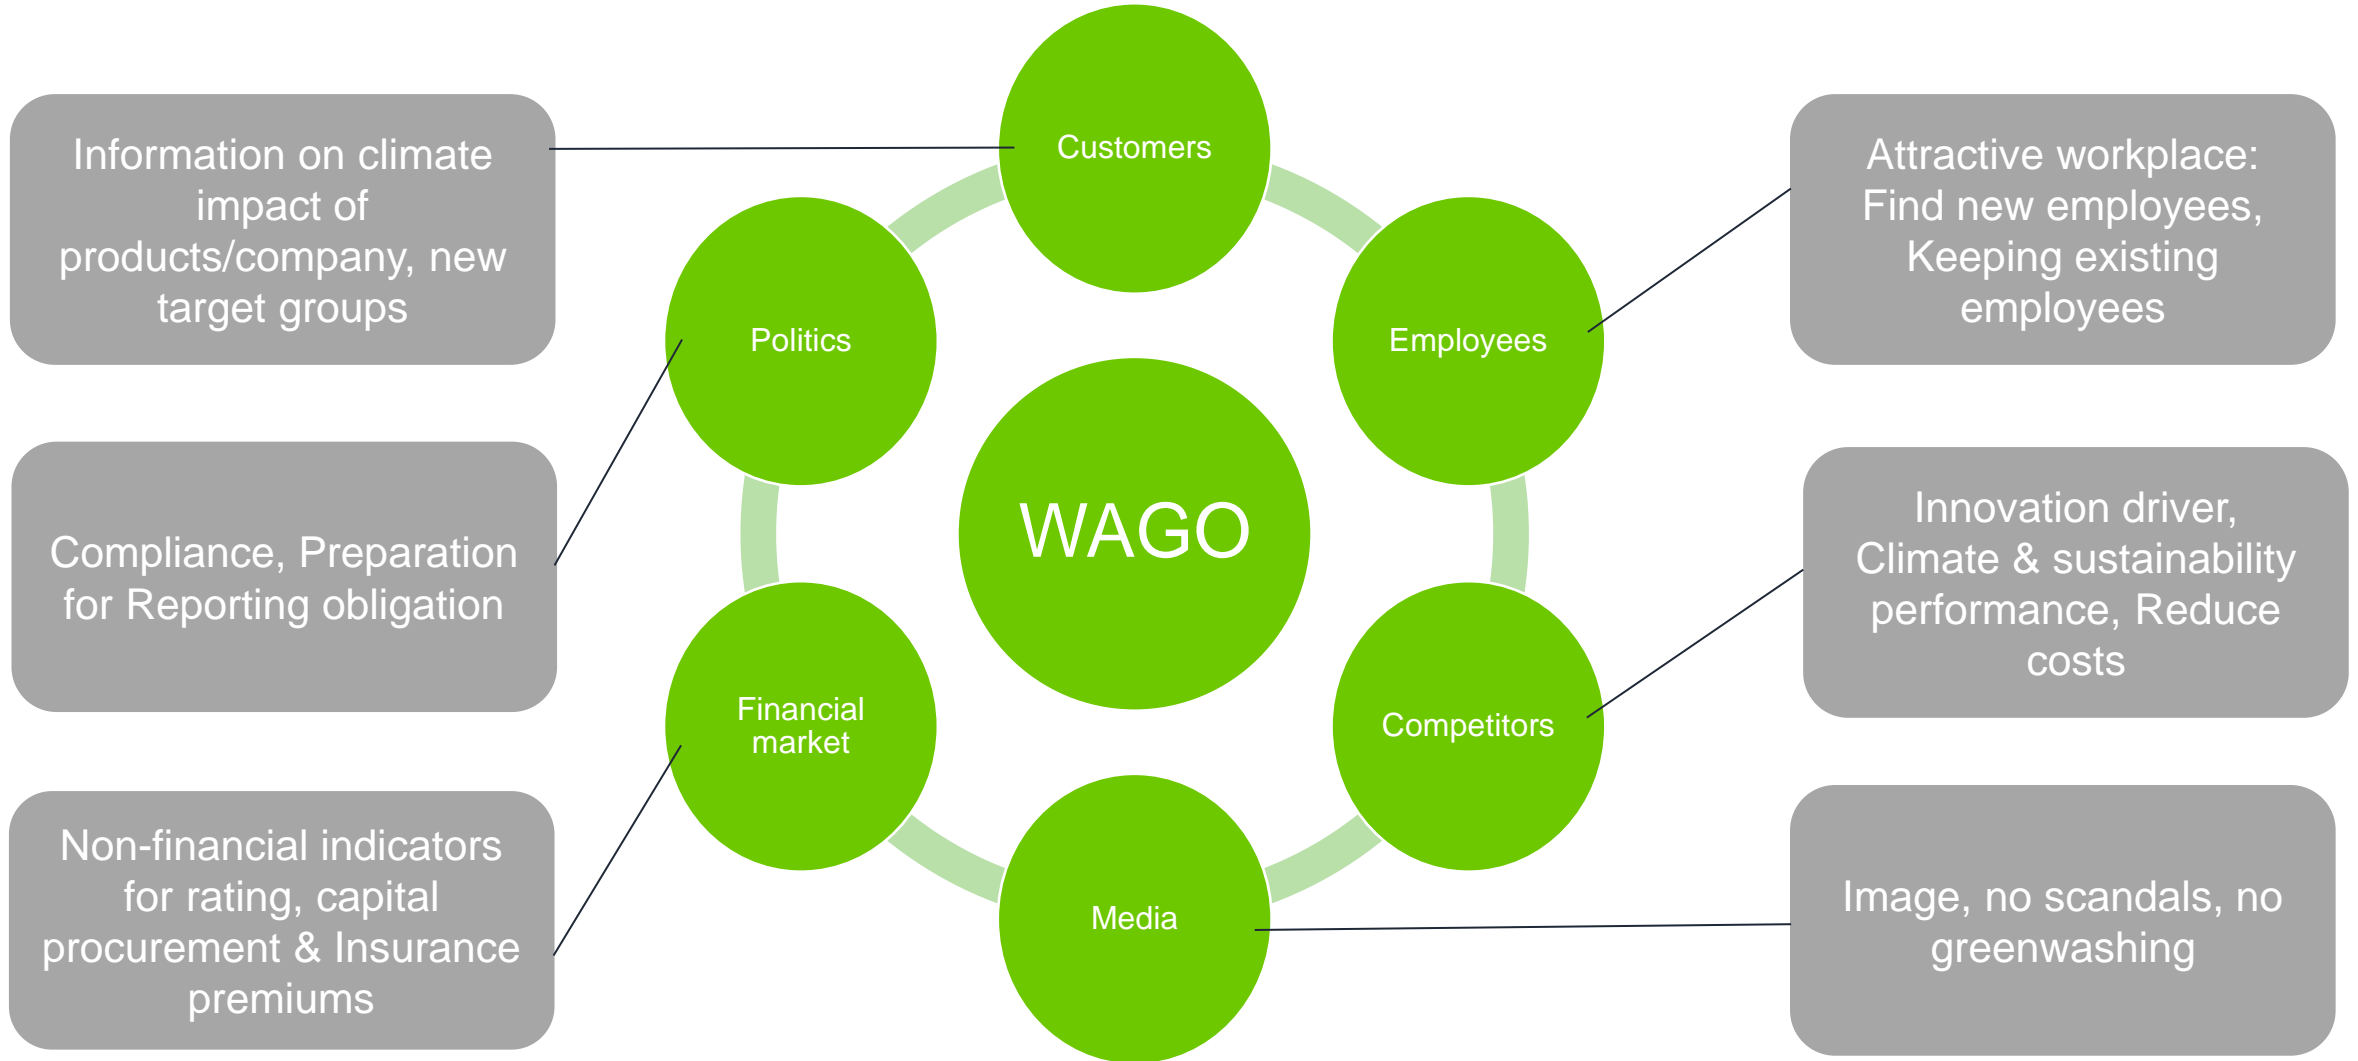 Customers
Information on climate
impact of
products/company, new
target groups
Attractive workplace:
Find new employees,
Keeping existing
employees
Politics
Employees
WAGO
Compliance, Preparation
for Reporting obligation
Innovation driver,
Climate & sustainability
performance, Reduce
costs
Financial
market
Competitors
Non-financial indicators
for rating, capital
procurement & Insurance
premiums
Media
Image, no scandals, no
greenwashing